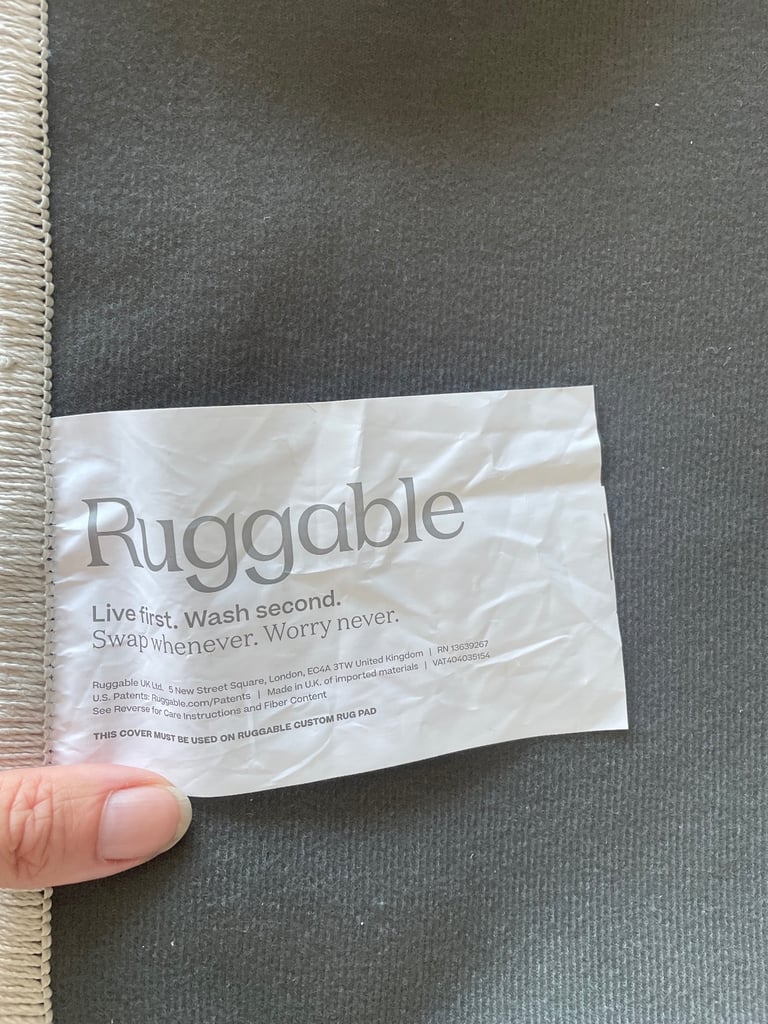 Ruggable
Live first. Wash second.
Swap whenever. Worry never.
Ruggable UK Ltd. 5 New Street Square, London, EC4A 3TW United Kingdom | RN 13639267
U.S. Patents: Ruggable.com/Patents | Made in U.K. of imported materials | VAT404035154
See Reverse for Care Instructions and Fiber Content
THIS COVER MUST BE USED ON RUGGABLE CUSTOM RUG PAD